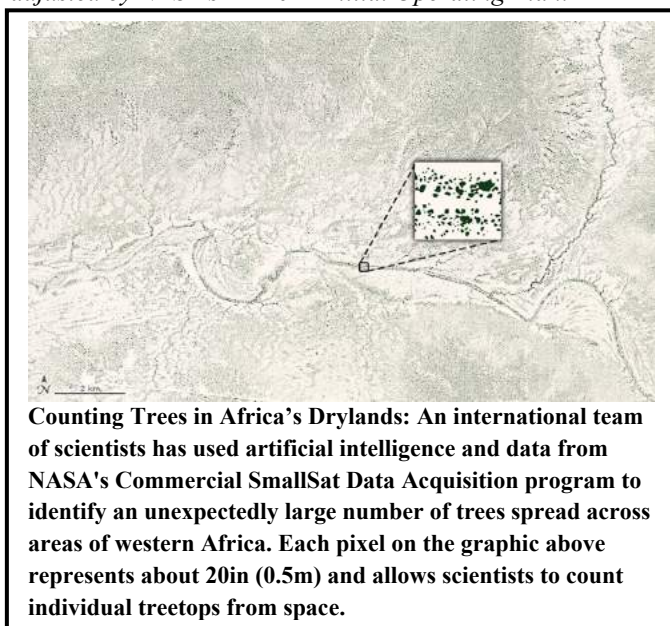 N
2 km
Counting Trees in Africa's Drylands: An international team
of scientists has used artificial intelligence and data from
NASA's Commercial SmallSat Data Acquisition program to
identify an unexpectedly large number of trees spread across
areas of western Africa. Each pixel on the graphic above
represents about 20in (0.5m) and allows scientists to count
individual treetops from space.